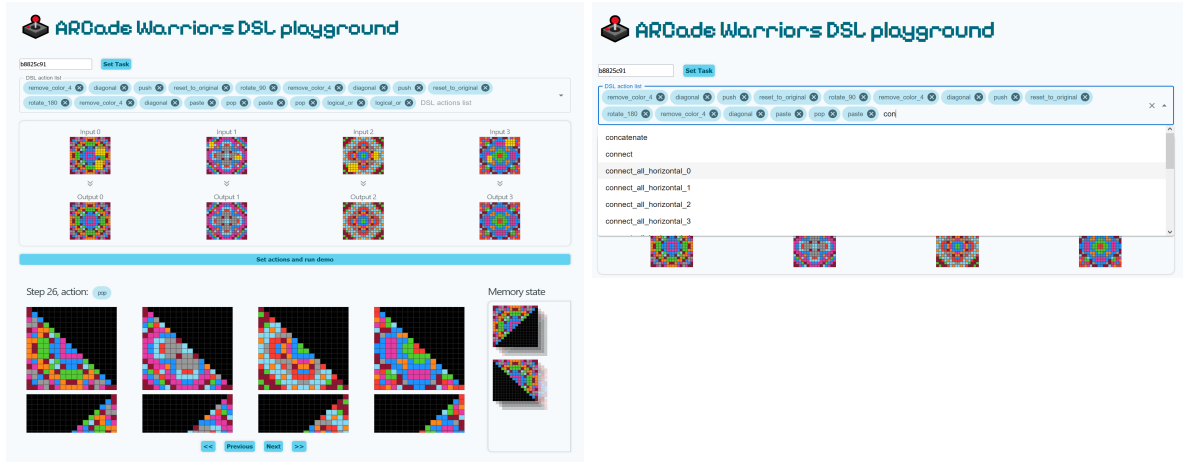 ARCade Warriors DSL playground
b8825c91 Set Task
DSL action list
remove_color_4 diagonal push reset_to_original rotate_90 remove_color_4 diagonal push reset_to_original
rotate_180 remove_color_4 diagonal paste pop paste pop logical_or logical_or DSL actions list
Input 0 Input 1 Input 2 Input 3
Output 0 Output 1 Output 2 Output 3
Set actions and run demo
Step 26, action: pop
Memory state
<< Previous Next >>
ARCade Warriors DSL playground
b8825c91 Set Task
DSL action list
remove_color_4 diagonal push reset_to_original rotate_90 remove_color_4 diagonal push reset_to_original
rotate_180 remove_color_4 diagonal paste pop paste con
concatenate
connect
connect_all_horizontal_0
connect_all_horizontal_1
connect_all_horizontal_2
connect_all_horizontal_3